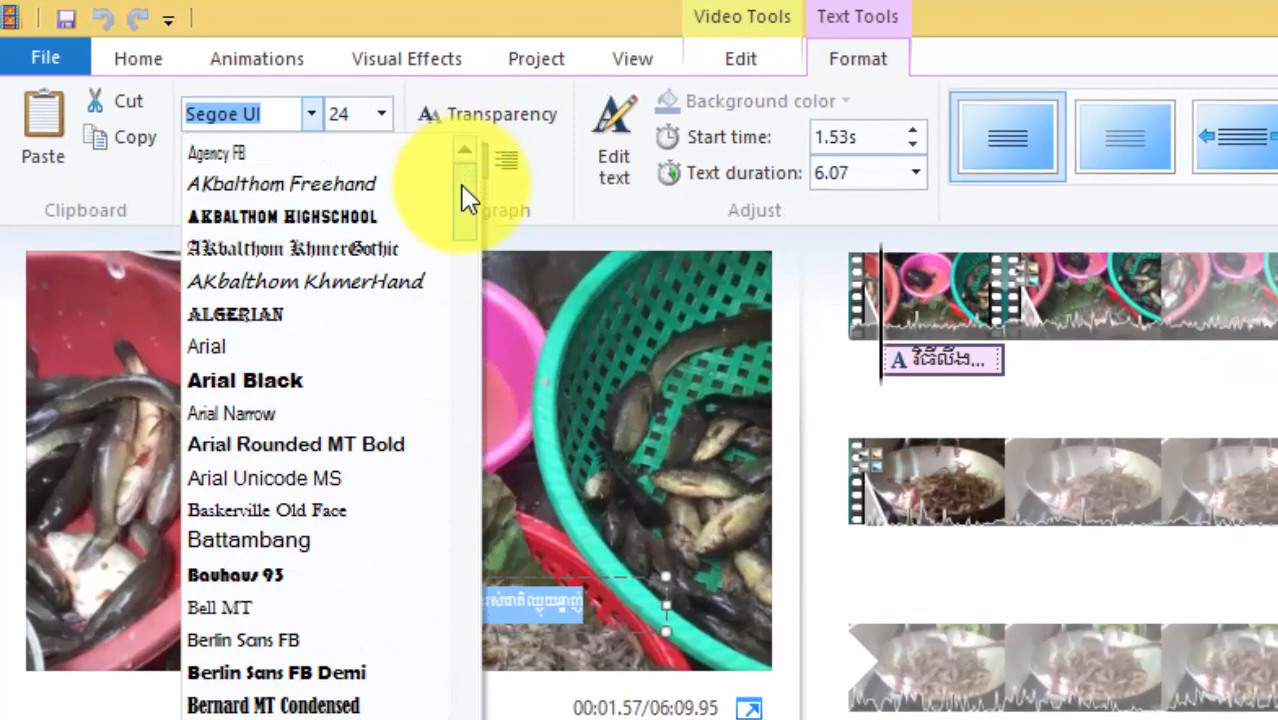 Video Tools
Text Tools
File
Home
Animations
Visual Effects
Project
View
Edit
Format
Cut
Copy
Paste
Clipboard
Segoe UI
24
Transparency
Edit
text
Background color
Start time:
1.53s
Text duration:
6.07
Adjust
Agency FB
AKbalthom Freehand
AKBALTHOM HIGHSCHOOL
AKbalthom KhmerGothic
AKbalthom KhmerHand
ALGERIAN
Arial
Arial Black
Arial Narrow
Arial Rounded MT Bold
Arial Unicode MS
Baskerville Old Face
Battambang
Bauhaus 93
Bell MT
Berlin Sans FB
Berlin Sans FB Demi
Bernard MT Condensed
A វិធីលីង...
00:01.57/06:09.95